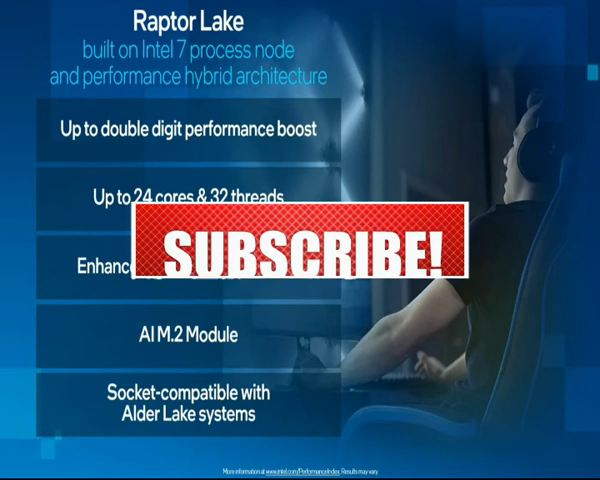 Raptor Lake
built on Intel 7 process node
and performance hybrid architecture
Up to double digit performance boost
Up to 24 cores & 32 threads
SUBSCRIBE!
AI M.2 Module
Socket-compatible with
Alder Lake systems
More information at www.intel.com/PerformanceIndex. Results may vary.